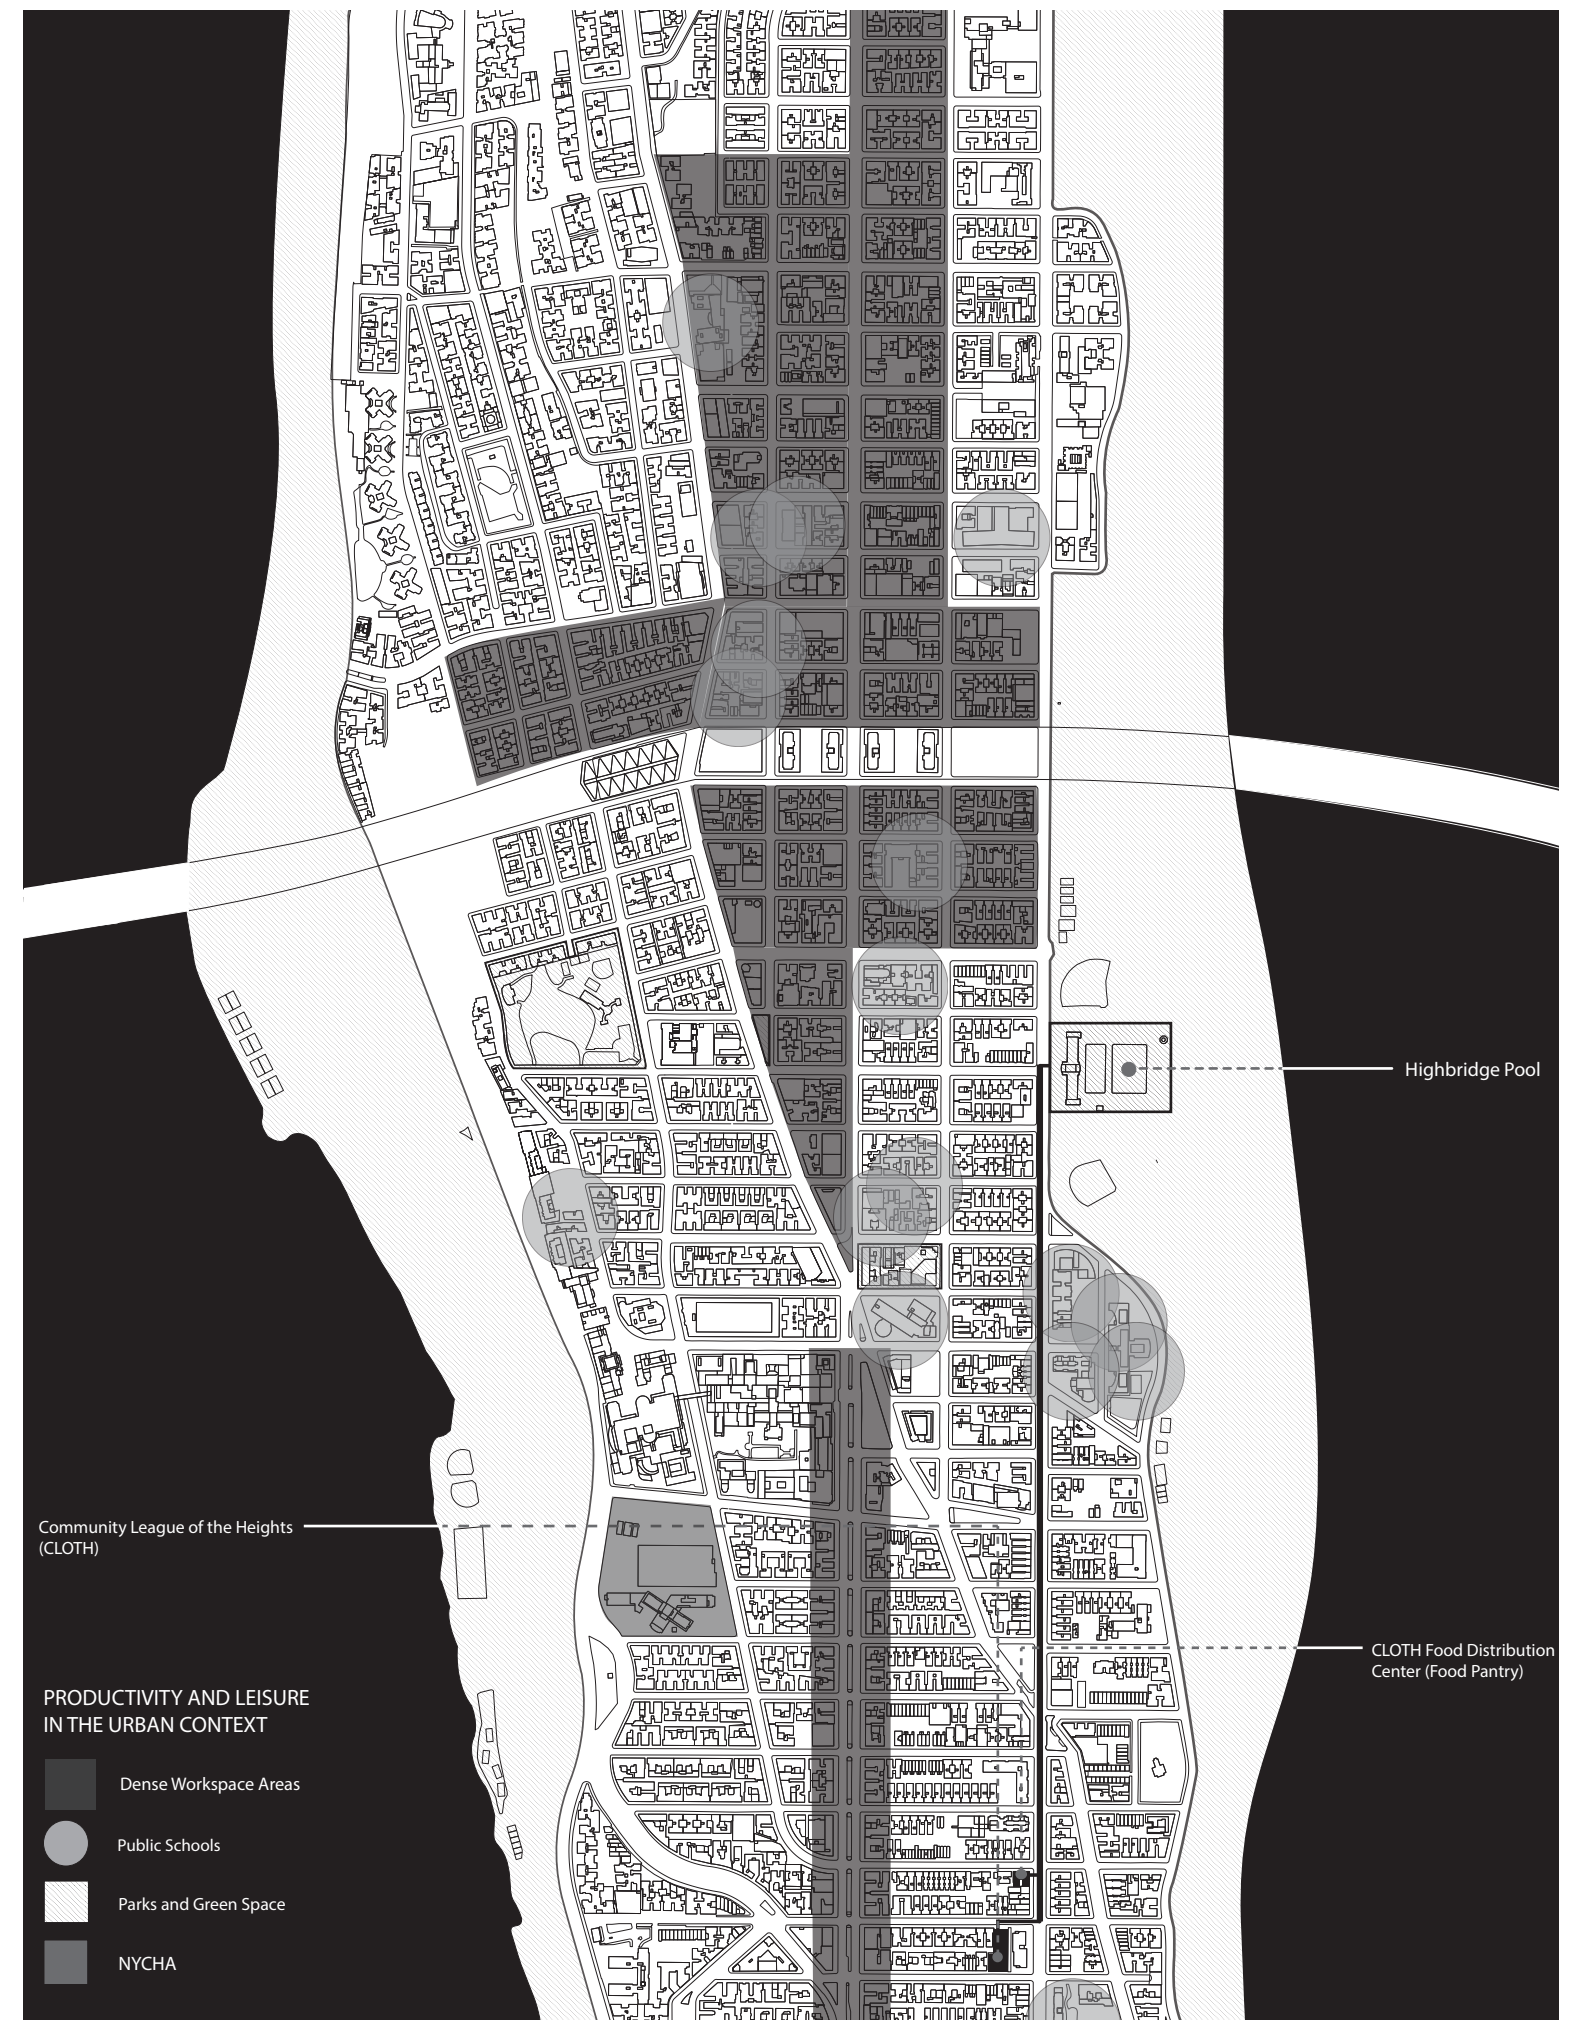 Highbridge Pool
Community League of the Heights
(CLOTH)
CLOTH Food Distribution
Center (Food Pantry)
PRODUCTIVITY AND LEISURE
IN THE URBAN CONTEXT
Dense Workspace Areas
Public Schools
Parks and Green Space
NYCHA